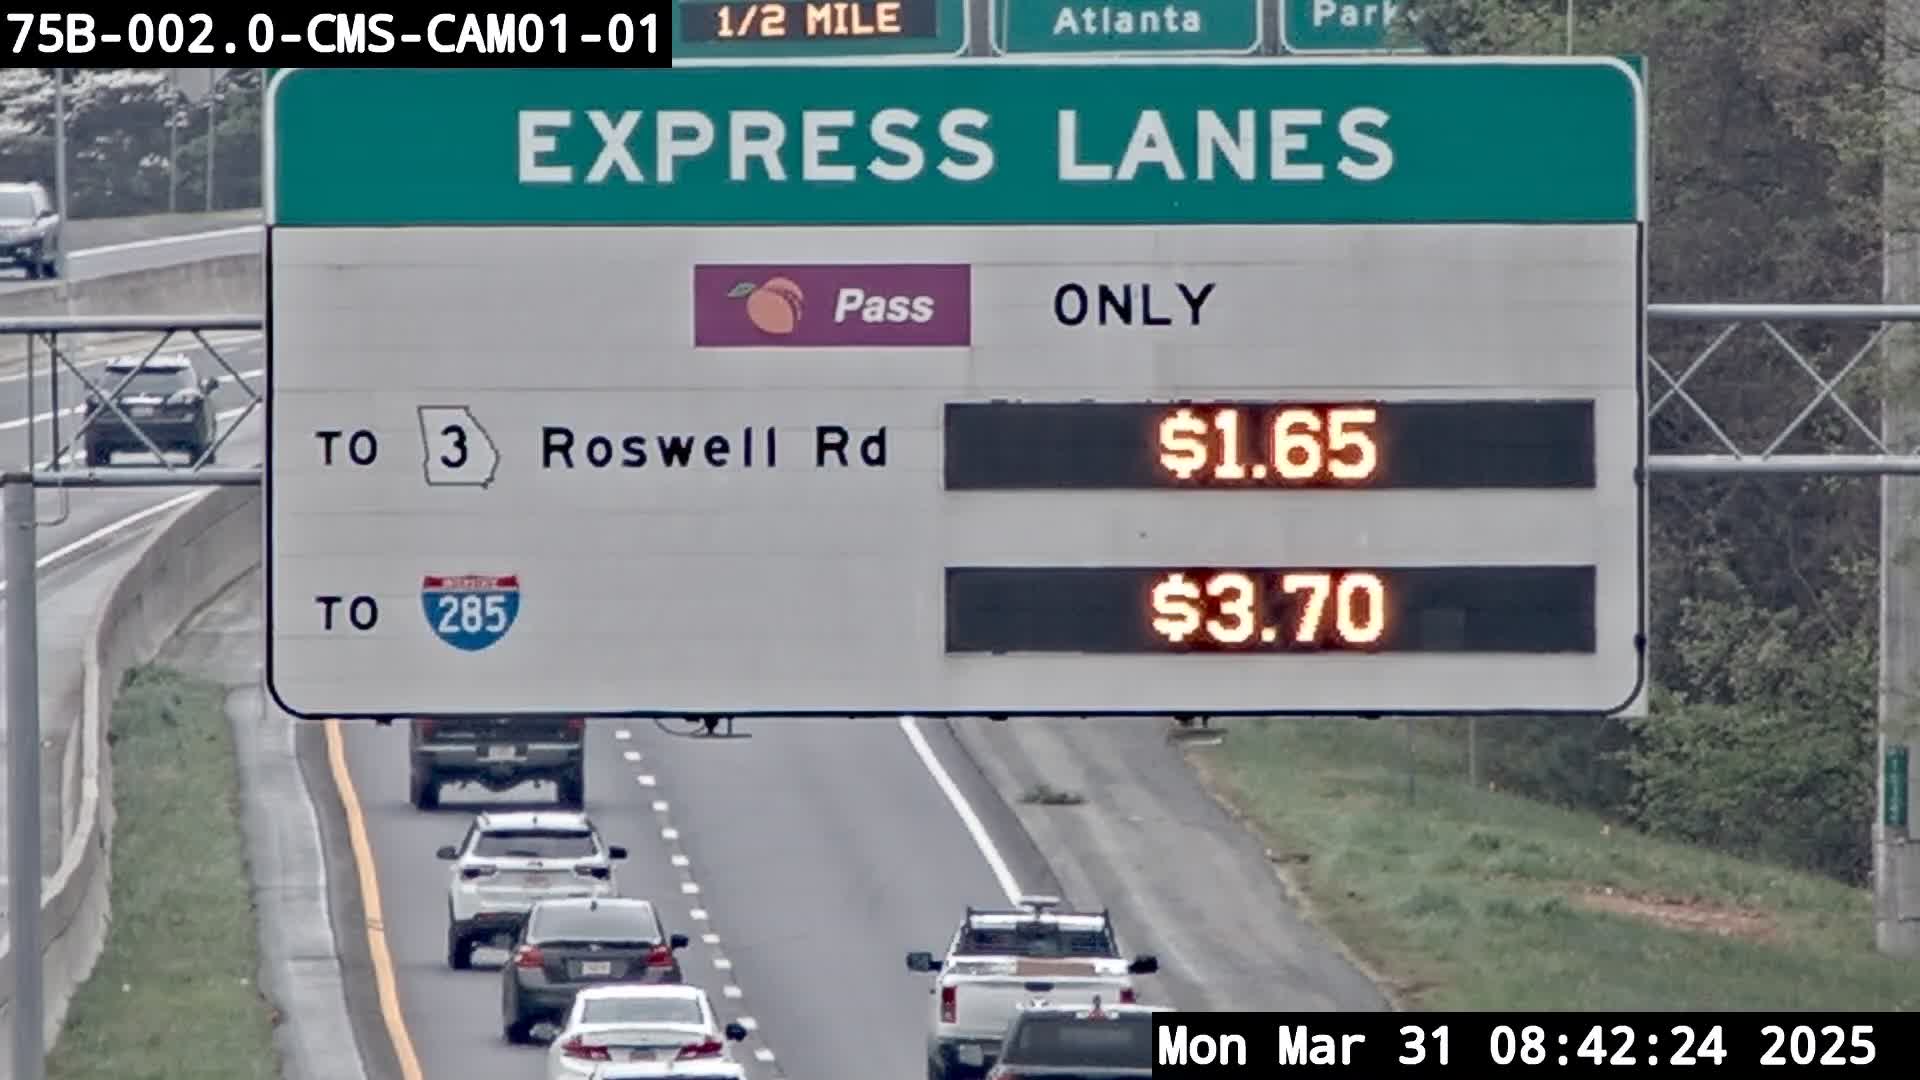 75B-002.0-CMS-CAM01-01
1/2 MILE
Atlanta
EXPRESS LANES
Pass ONLY
TO 3 Roswell Rd $1.65
TO INTERSTATE 285 $3.70
Mon Mar 31 08:42:24 2025